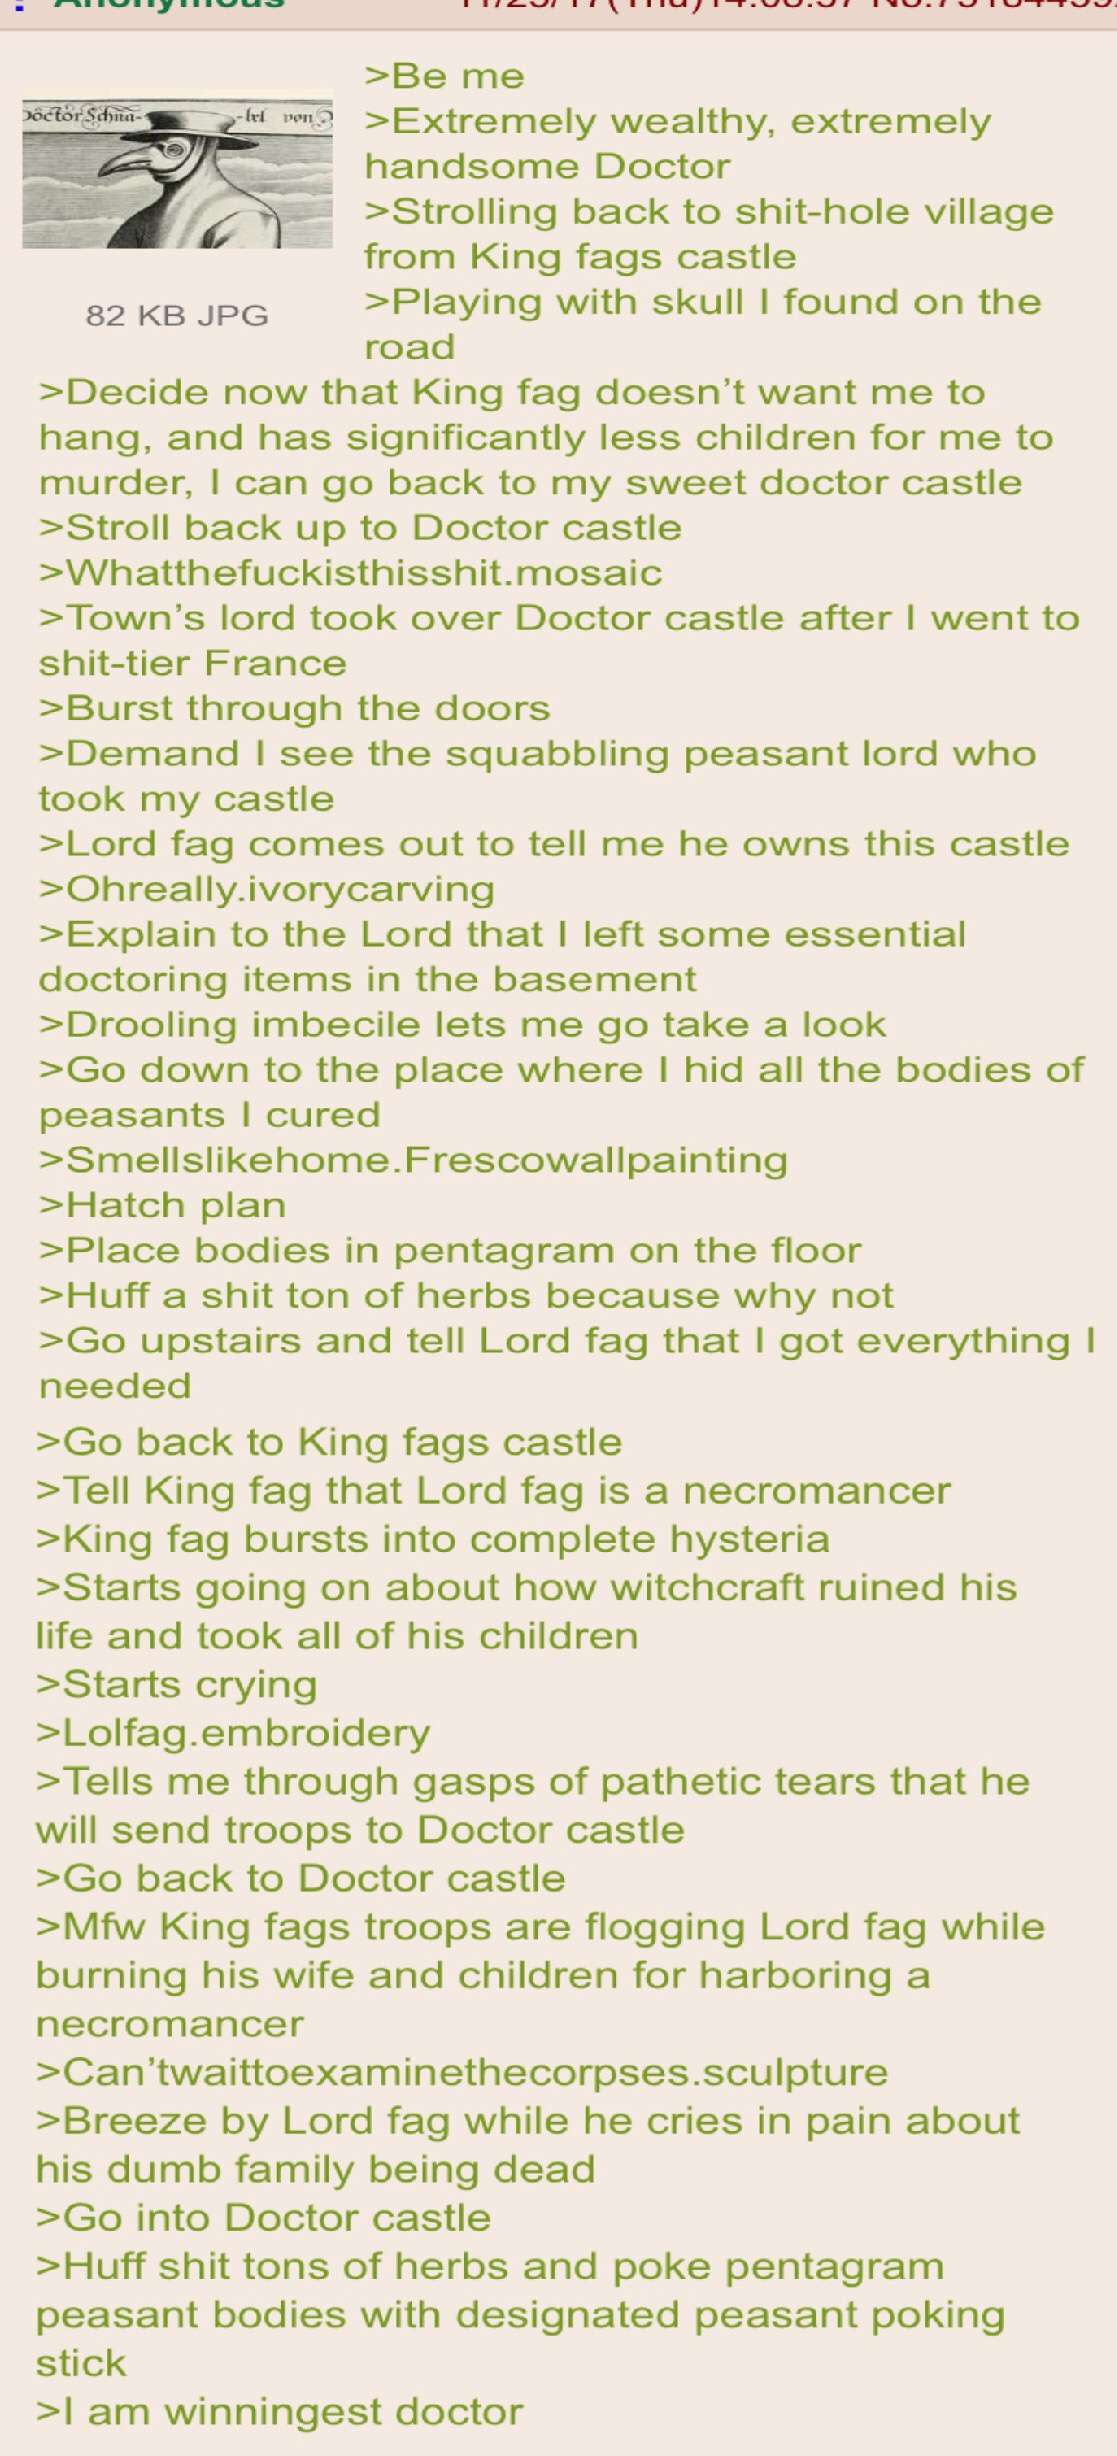 Anonymous
DoctorSchna-
-bel von
>Be me
>Extremely wealthy, extremely
handsome Doctor
>Strolling back to shit-hole village
from King fags castle
>Playing with skull I found on the
road
82 KB JPG
>Decide now that King fag doesn’t want me to
hang, and has significantly less children for me to
murder, I can go back to my sweet doctor castle
>Stroll back up to Doctor castle
>Whatthefuckisthisshit.mosaic
>Town’s lord took over Doctor castle after I went to
shit-tier France
>Burst through the doors
>Demand I see the squabbling peasant lord who
took my castle
>Lord fag comes out to tell me he owns this castle
>Ohreally.ivorycarving
>Explain to the Lord that I left some essential
doctoring items in the basement
>Drooling imbecile lets me go take a look
>Go down to the place where I hid all the bodies of
peasants I cured
>Smellslikehome.Frescowallpainting
>Hatch plan
>Place bodies in pentagram on the floor
>Huff a shit ton of herbs because why not
>Go upstairs and tell Lord fag that I got everything I
needed
>Go back to King fags castle
>Tell King fag that Lord fag is a necromancer
>King fag bursts into complete hysteria
>Starts going on about how witchcraft ruined his
life and took all of his children
>Starts crying
>Lolfag.embroidery
>Tells me through gasps of pathetic tears that he
will send troops to Doctor castle
>Go back to Doctor castle
>Mfw King fags troops are flogging Lord fag while
burning his wife and children for harboring a
necromancer
>Can’twaittoexaminethecorpses.sculpture
>Breeze by Lord fag while he cries in pain about
his dumb family being dead
>Go into Doctor castle
>Huff shit tons of herbs and poke pentagram
peasant bodies with designated peasant poking
stick
>I am winningest doctor